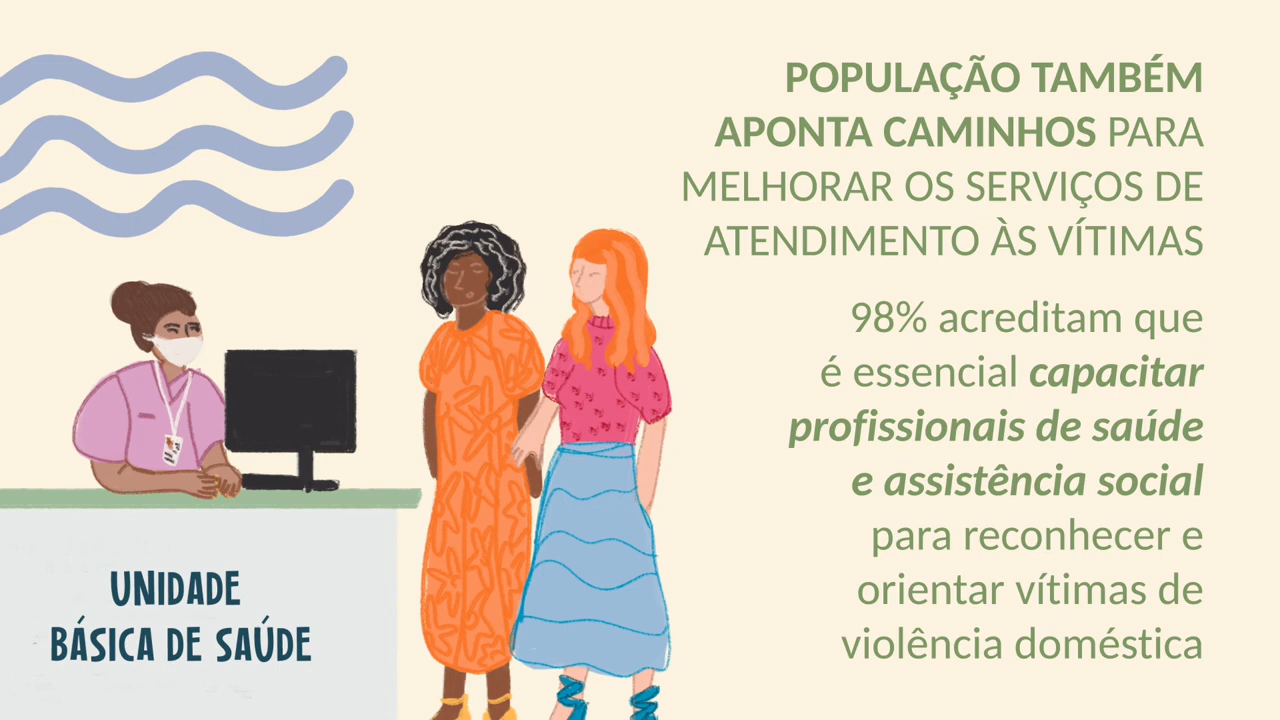 POPULAÇÃO TAMBÉM
APONTA CAMINHOS PARA
MELHORAR OS SERVIÇOS DE
ATENDIMENTO ÀS VÍTIMAS
98% acreditam que
é essencial capacitar
profissionais de saúde
e assistência social
para reconhecer e
orientar vítimas de
violência doméstica
UNIDADE
BÁSICA DE SAÚDE